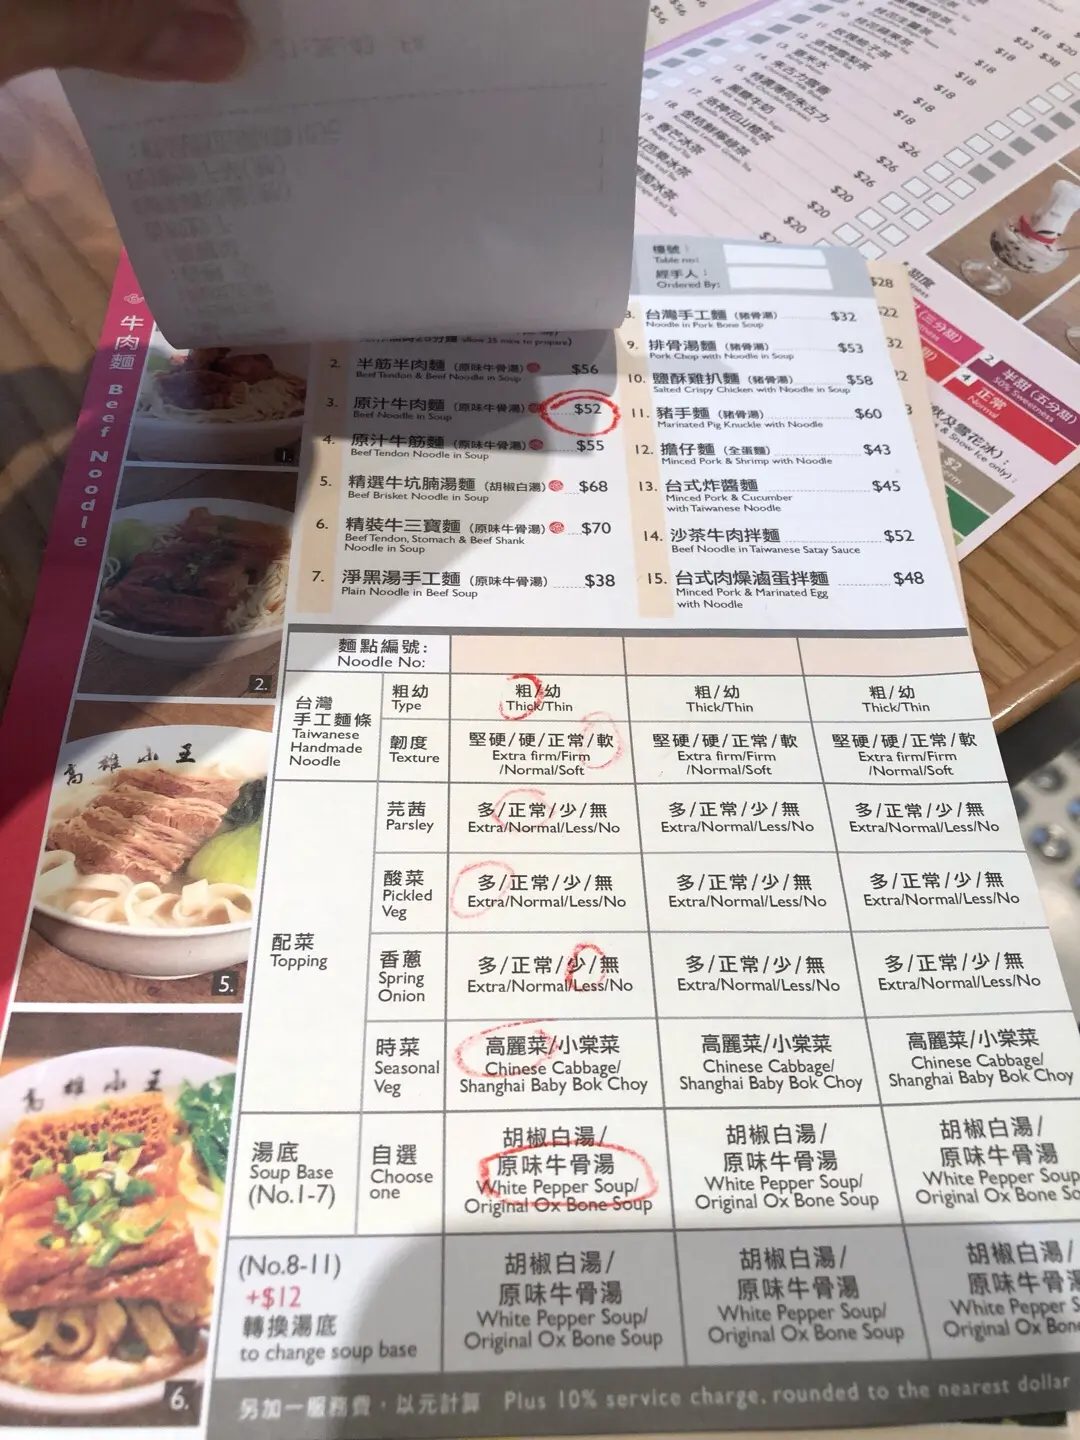 牛肉麵 Beef Noodle
樓號：
Table no:
經手人：
Ordered By:
2. 半筋半肉麵（原味牛骨湯） $56
Beef Tendon & Beef Noodle in Soup
3. 原汁牛肉麵（原味牛骨湯） $52
Beef Noodle in Soup
4. 原汁牛筋麵（原味牛骨湯） $55
Beef Tendon Noodle in Soup
5. 精選牛坑腩湯麵（胡椒白湯） $68
Beef Brisket Noodle in Soup
6. 精裝牛三寶麵（原味牛骨湯） $70
Beef Tendon, Stomach & Beef Shank
Noodle in Soup
7. 淨黑湯手工麵（原味牛骨湯） $38
Plain Noodle in Beef Soup
8. 台灣手工麵（豬骨湯） $32
Noodle in Pork Bone Soup
9. 排骨湯麵（豬骨湯） $53
Pork Chop with Noodle in Soup
10. 鹽酥雞扒麵（豬骨湯） $58
Salted Crispy Chicken with Noodle in Soup
11. 豬手麵（豬骨湯） $60
Marinated Pig Knuckle with Noodle
12. 擔仔麵（全蛋麵） $43
Minced Pork & Shrimp with Noodle
13. 台式炸醬麵 $45
Minced Pork & Cucumber
with Taiwanese Noodle
14. 沙茶牛肉拌麵 $52
Beef Noodle in Taiwanese Satay Sauce
15. 台式肉燥滷蛋拌麵 $48
Minced Pork & Marinated Egg
with Noodle
麵點編號：
Noodle No:
台灣
手工麵條
Taiwanese
Handmade
Noodle
粗幼
Type
粗/幼 粗/幼 粗/幼
Thick/Thin Thick/Thin Thick/Thin
韌度
Texture
堅硬/硬/正常/軟 堅硬/硬/正常/軟 堅硬/硬/正常/軟
Extra firm/Firm Extra firm/Firm Extra firm/Firm
/Normal/Soft /Normal/Soft /Normal/Soft
配菜
Topping
芫茜
Parsley
多/正常/少/無 多/正常/少/無 多/正常/少/無
Extra/Normal/Less/No Extra/Normal/Less/No Extra/Normal/Less/No
酸菜
Pickled
Veg
多/正常/少/無 多/正常/少/無 多/正常/少/無
Extra/Normal/Less/No Extra/Normal/Less/No Extra/Normal/Less/No
香蔥
Spring
Onion
多/正常/少/無 多/正常/少/無 多/正常/少/無
Extra/Normal/Less/No Extra/Normal/Less/No Extra/Normal/Less/No
時菜
Seasonal
Veg
高麗菜/小棠菜 高麗菜/小棠菜 高麗菜/小棠菜
Chinese Cabbage/ Chinese Cabbage/ Chinese Cabbage/
Shanghai Baby Bok Choy Shanghai Baby Bok Choy Shanghai Baby Bok Choy
湯底
Soup Base
(No.1-7)
自選
Choose
one
胡椒白湯/ 胡椒白湯/ 胡椒白湯/
原味牛骨湯 原味牛骨湯 原味牛骨湯
White Pepper Soup/ White Pepper Soup/ White Pepper Soup/
Original Ox Bone Soup Original Ox Bone Soup Original Ox Bone So
(No.8-11)
+$12
轉換湯底
to change soup base
胡椒白湯/ 胡椒白湯/ 胡椒白湯/
原味牛骨湯 原味牛骨湯 原味牛骨
White Pepper Soup/ White Pepper Soup/ White Pepper S
Original Ox Bone Soup Original Ox Bone Soup Original Ox Bon
另加一服務費，以元計算 Plus 10% service charge, rounded to the nearest dollar
1.
2.
高雄小王
5.
高雄小王
6.